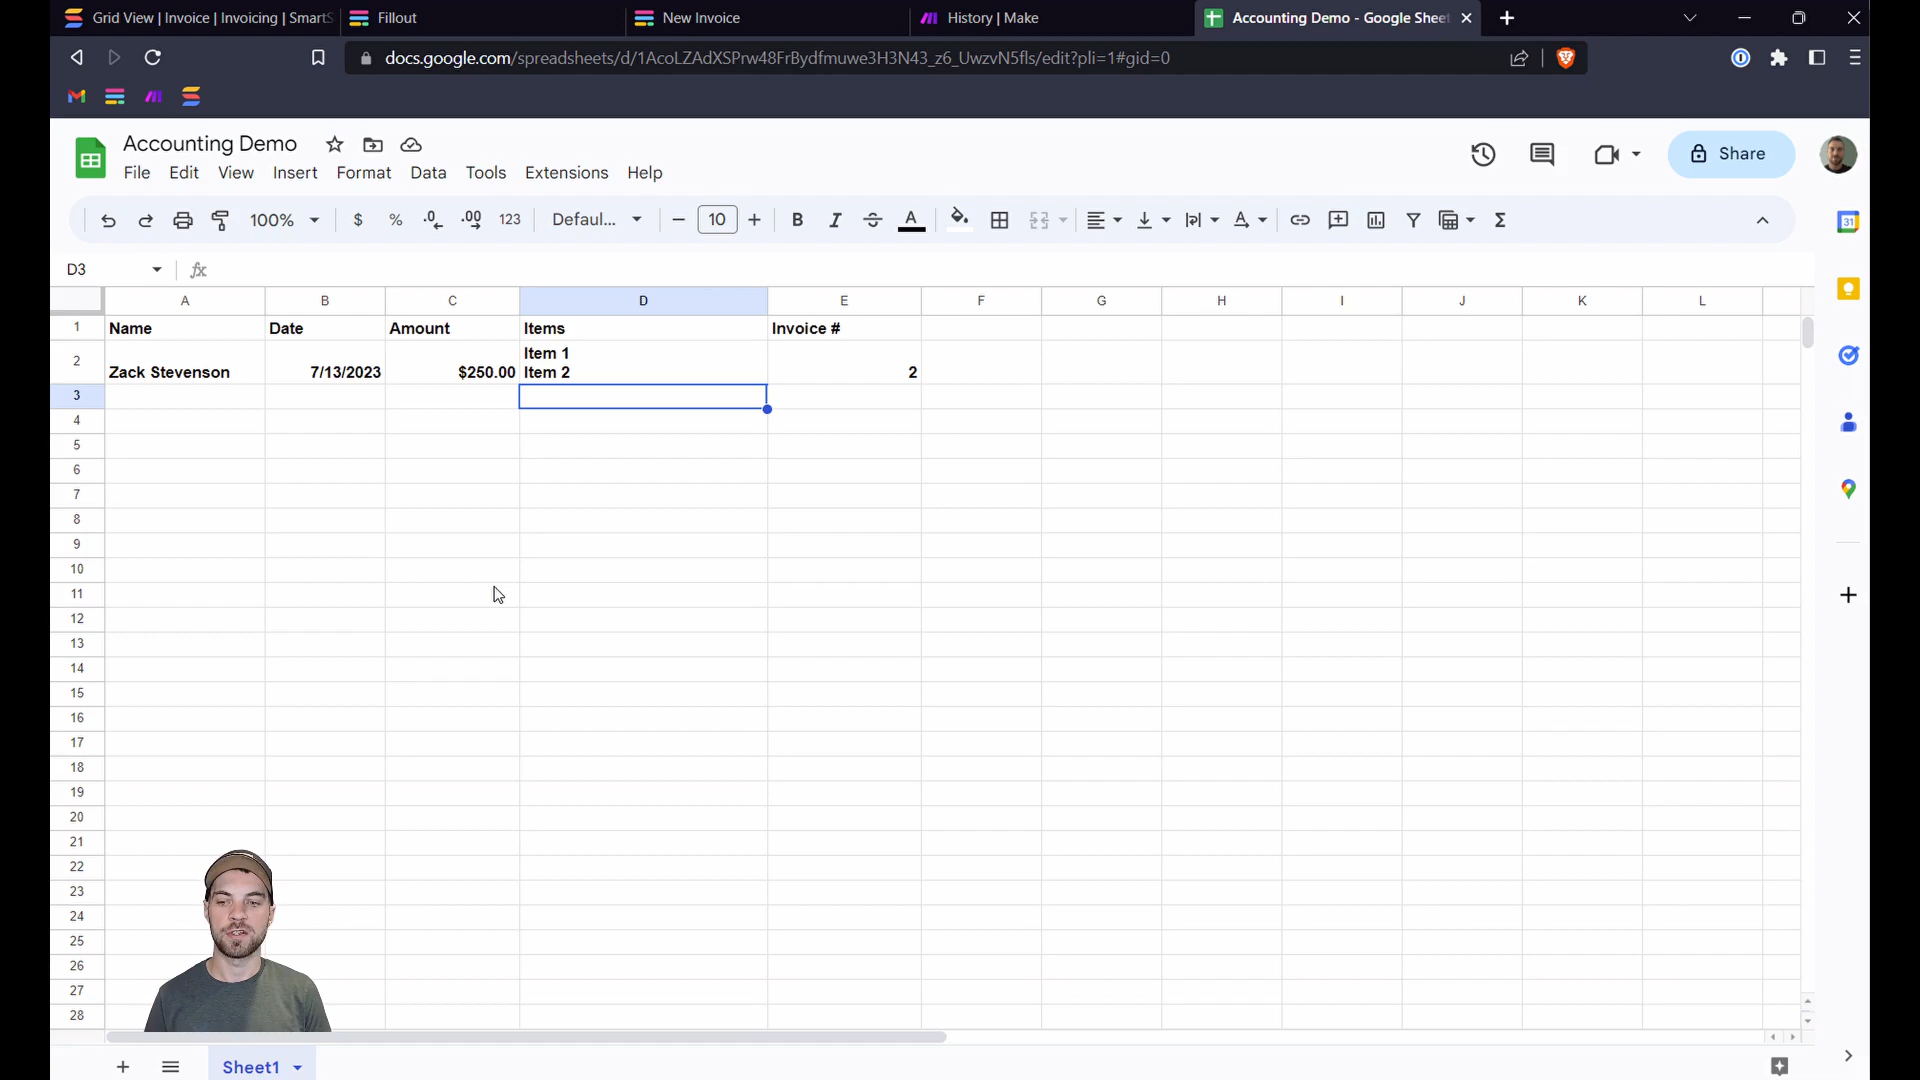 Grid View | Invoice | Invoicing | SmartS
Fillout
New Invoice
History | Make
Accounting Demo - Google Sheet
docs.google.com/spreadsheets/d/1AcoLZAdXSPrw48FrBydfmuwe3H3N43_z6_UwzvN5fls/edit?pli=1#gid=0
Accounting Demo
File Edit View Insert Format Data Tools Extensions Help
Share
31
100% $ % .0 .00 123 Defaul... 10 B I A Σ
D3 fx
A B C D E F G H I J K L
1 Name Date Amount Items Invoice #
Item 1
2 Zack Stevenson 7/13/2023 $250.00 Item 2 2
3
4
5
6
7
8
9
10
11
12
13
14
15
16
17
18
19
20
21
22
23
24
25
26
27
28
Sheet1